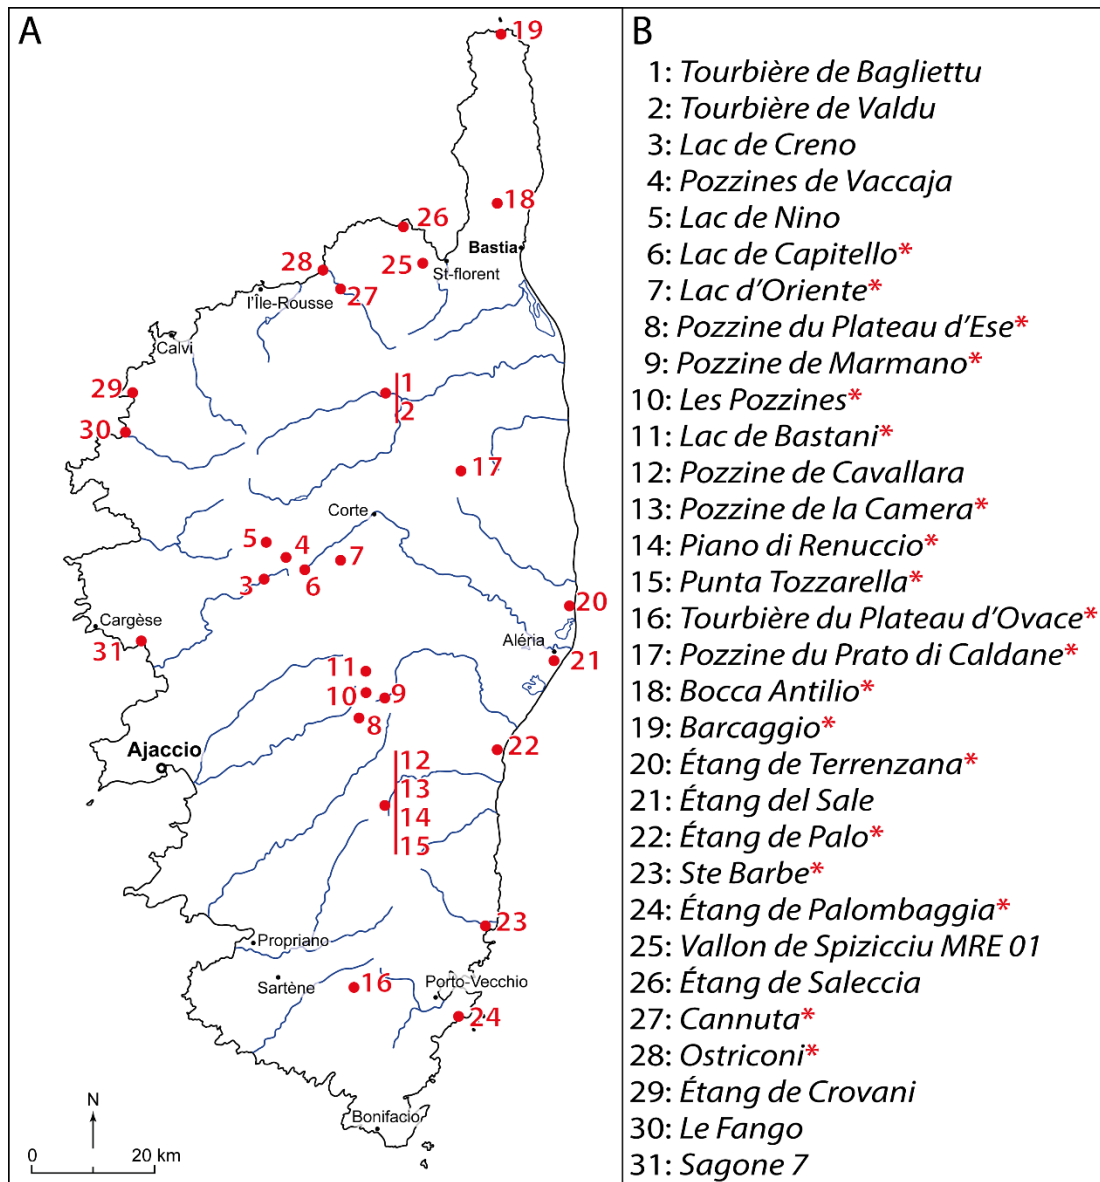 A
19
18
26
Bastia
25
St-florent
28
27
l'Île-Rousse
Calvi
29
1
2
30
17
Corte
5
4
7
3
6
20
Cargèse
31
Aléria
21
11
10
9
8
Ajaccio
22
12
13
14
15
23
Propriano
Sartène
16
Porto-Vecchio
24
N
Bonifacio
0
20 km
B
1: Tourbière de Bagliettu
2: Tourbière de Valdu
3: Lac de Creno
4: Pozzines de Vaccaja
5: Lac de Nino
6: Lac de Capitello*
7: Lac d'Oriente*
8: Pozzine du Plateau d'Ese*
9: Pozzine de Marmano*
10: Les Pozzines*
11: Lac de Bastani*
12: Pozzine de Cavallara
13: Pozzine de la Camera*
14: Piano di Renuccio*
15: Punta Tozzarella*
16: Tourbière du Plateau d'Ovace*
17: Pozzine du Prato di Caldane*
18: Bocca Antilio*
19: Barcaggio*
20: Étang de Terrenzana*
21: Étang del Sale
22: Étang de Palo*
23: Ste Barbe*
24: Étang de Palombaggia*
25: Vallon de Spizicciu MRE 01
26: Étang de Saleccia
27: Cannuta*
28: Ostriconi*
29: Étang de Crovani
30: Le Fango
31: Sagone 7